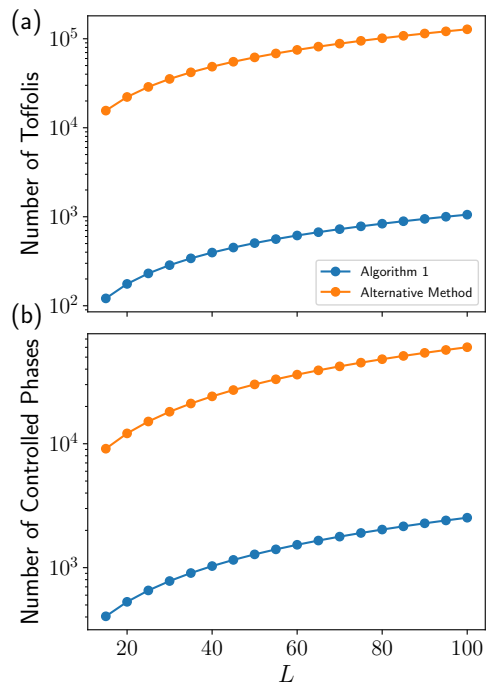 (a)
Number of Toffolis
10^5
10^4
10^3
10^2
Algorithm 1
Alternative Method
(b)
Number of Controlled Phases
10^4
10^3
20
40
60
80
100
L